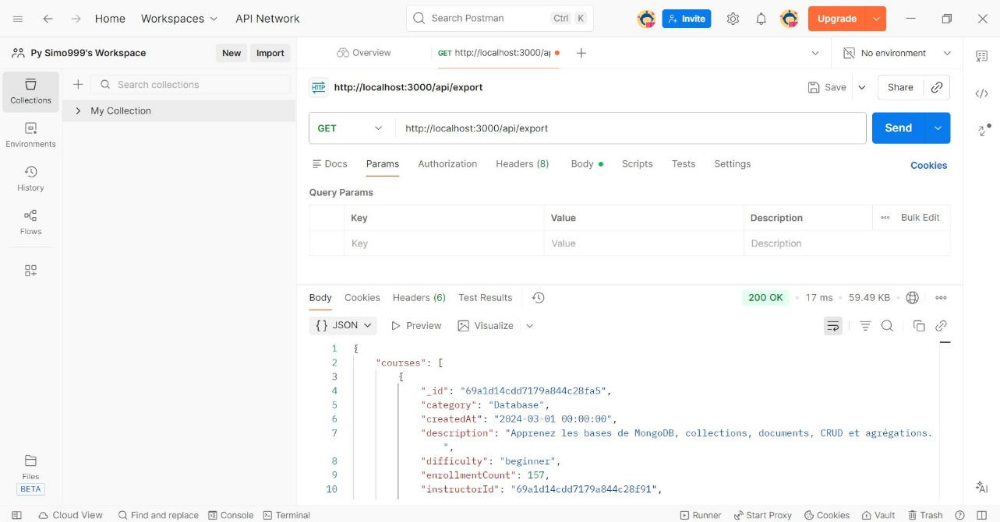 Home Workspaces API Network Search Postman Ctrl K Invite Upgrade
Py Simo999's Workspace New Import Overview GET http://localhost:3000/ap No environment
Collections Search collections http://localhost:3000/api/export Save Share
My Collection
GET http://localhost:3000/api/export Send
Environments
Docs Params Authorization Headers (8) Body Scripts Tests Settings Cookies
History
Query Params
Key Value Description Bulk Edit
Flows
Key Value Description
Body Cookies Headers (6) Test Results 200 OK 17 ms 59.49 KB
{} JSON Preview Visualize
1 {
2 "courses": [
3 {
4 "_id": "69a1d14cdd7179a844c28fa5",
5 "category": "Database",
6 "createdAt": "2024-03-01 00:00:00",
7 "description": "Apprenez les bases de MongoDB, collections, documents, CRUD et agrégations.
",
8 "difficulty": "beginner",
9 "enrollmentCount": 157,
10 "instructorId": "69a1d14cdd7179a844c28f91",
Files
BETA
AI
Cloud View Find and replace Console Terminal Runner Start Proxy Cookies Vault Trash